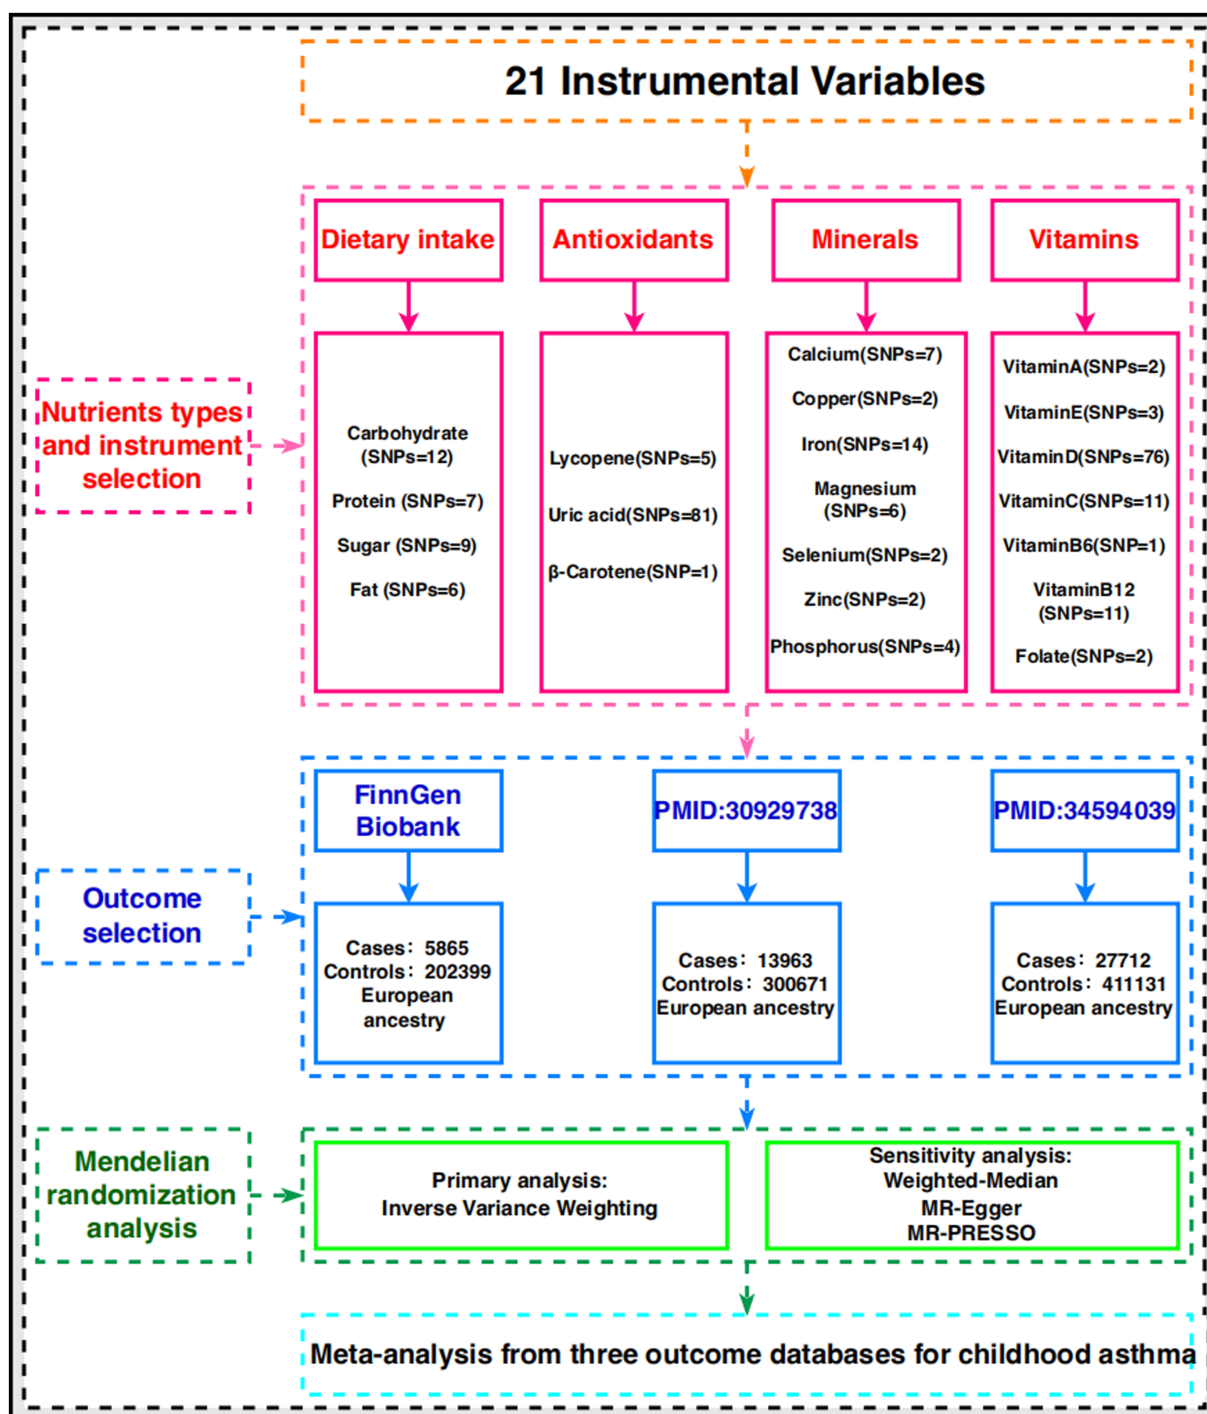 21 Instrumental Variables
Dietary intake
Antioxidants
Minerals
Vitamins
Nutrients types
and instrument
selection
Carbohydrate
(SNPs=12)
Protein (SNPs=7)
Sugar (SNPs=9)
Fat (SNPs=6)
Lycopene(SNPs=5)
Uric acid(SNPs=81)
β-Carotene(SNP=1)
Calcium(SNPs=7)
Copper(SNPs=2)
Iron(SNPs=14)
Magnesium
(SNPs=6)
Selenium(SNPs=2)
Zinc(SNPs=2)
Phosphorus(SNPs=4)
VitaminA(SNPs=2)
VitaminE(SNPs=3)
VitaminD(SNPs=76)
VitaminC(SNPs=11)
VitaminB6(SNP=1)
VitaminB12
(SNPs=11)
Folate(SNPs=2)
Outcome
selection
FinnGen
Biobank
PMID:30929738
PMID:34594039
Cases：5865
Controls：202399
European
ancestry
Cases：13963
Controls：300671
European ancestry
Cases：27712
Controls：411131
European ancestry
Mendelian
randomization
analysis
Primary analysis:
Inverse Variance Weighting
Sensitivity analysis:
Weighted-Median
MR-Egger
MR-PRESSO
Meta-analysis from three outcome databases for childhood asthma